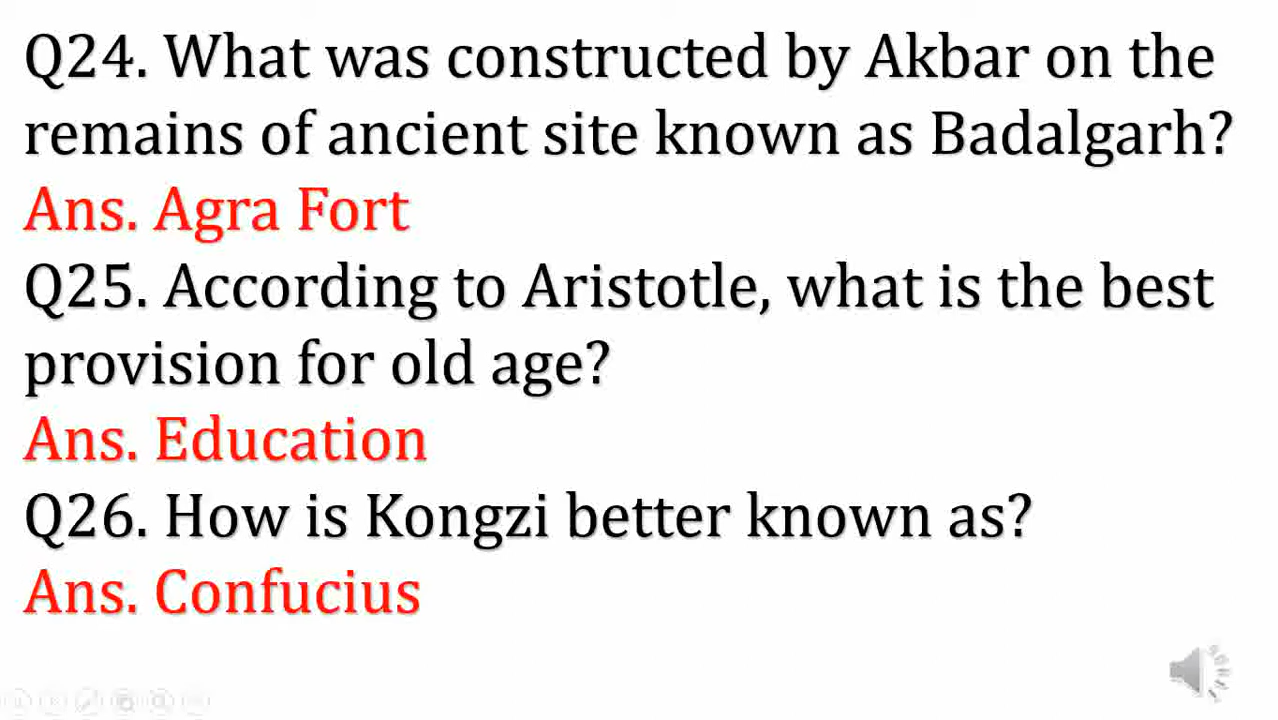 Q24. What was constructed by Akbar on the
remains of ancient site known as Badalgarh?
Ans. Agra Fort
Q25. According to Aristotle, what is the best
provision for old age?
Ans. Education
Q26. How is Kongzi better known as?
Ans. Confucius